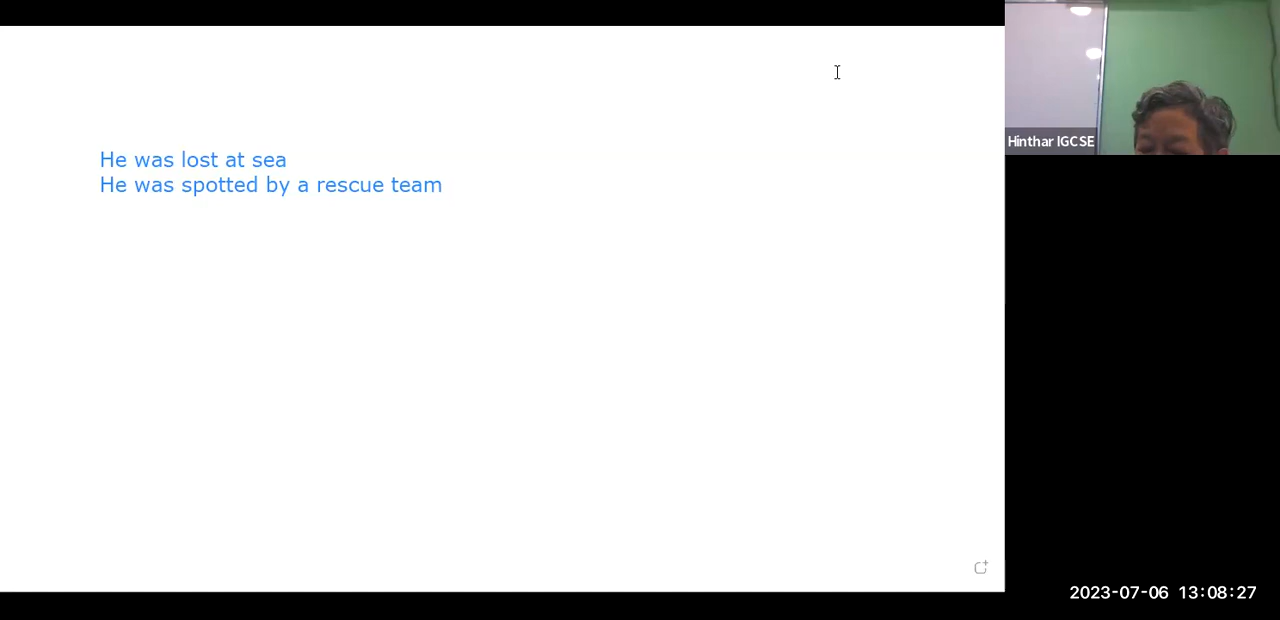 He was lost at sea
He was spotted by a rescue team
Hinthar IGCSE
2023-07-06 13:08:27